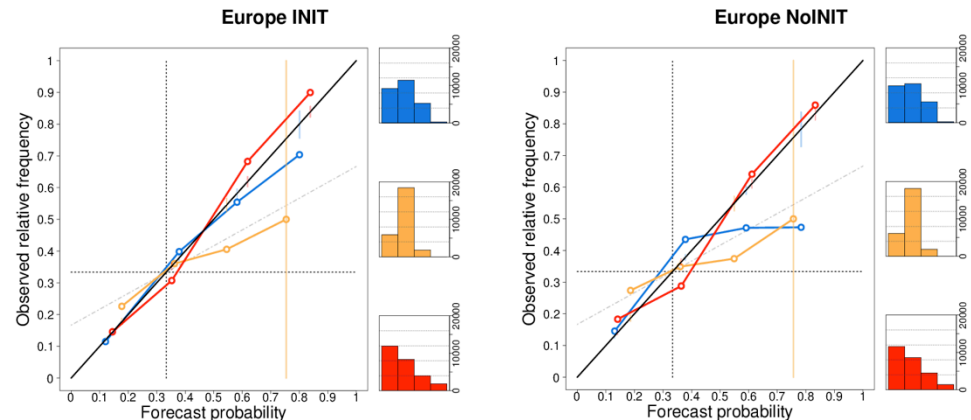 Europe INIT
Observed relative frequency
1
0.9
0.8
0.7
0.6
0.5
0.4
0.3
0.2
0.1
0
0 0.1 0.2 0.3 0.4 0.5 0.6 0.7 0.8 0.9 1
Forecast probability
0 10000 20000
0 10000 20000
0 10000 20000
Europe NoINIT
Observed relative frequency
1
0.9
0.8
0.7
0.6
0.5
0.4
0.3
0.2
0.1
0
0 0.1 0.2 0.3 0.4 0.5 0.6 0.7 0.8 0.9 1
Forecast probability
0 10000 20000
0 10000 20000
0 10000 20000